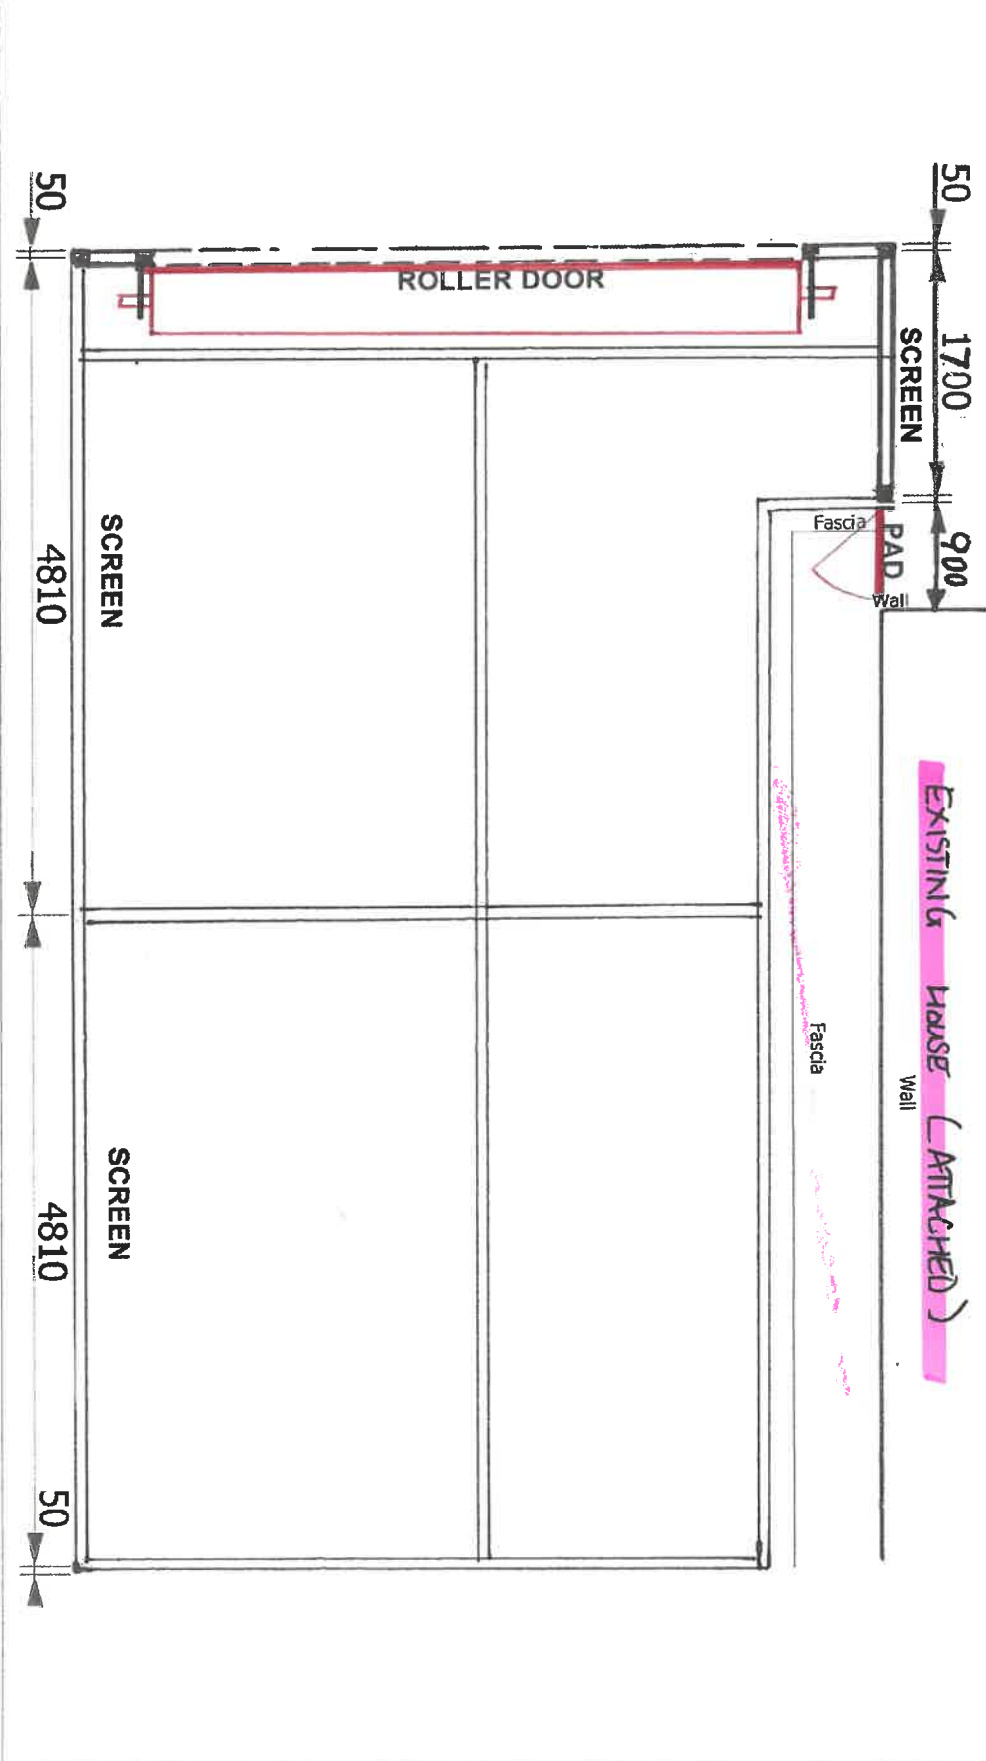 50
50
ROLLER DOOR
1700
SCREEN
900
PAD
Fascia
Wall
SCREEN
4810
EXISTING HOUSE (ATTACHED)
Fascia
Wall
SCREEN
4810
50